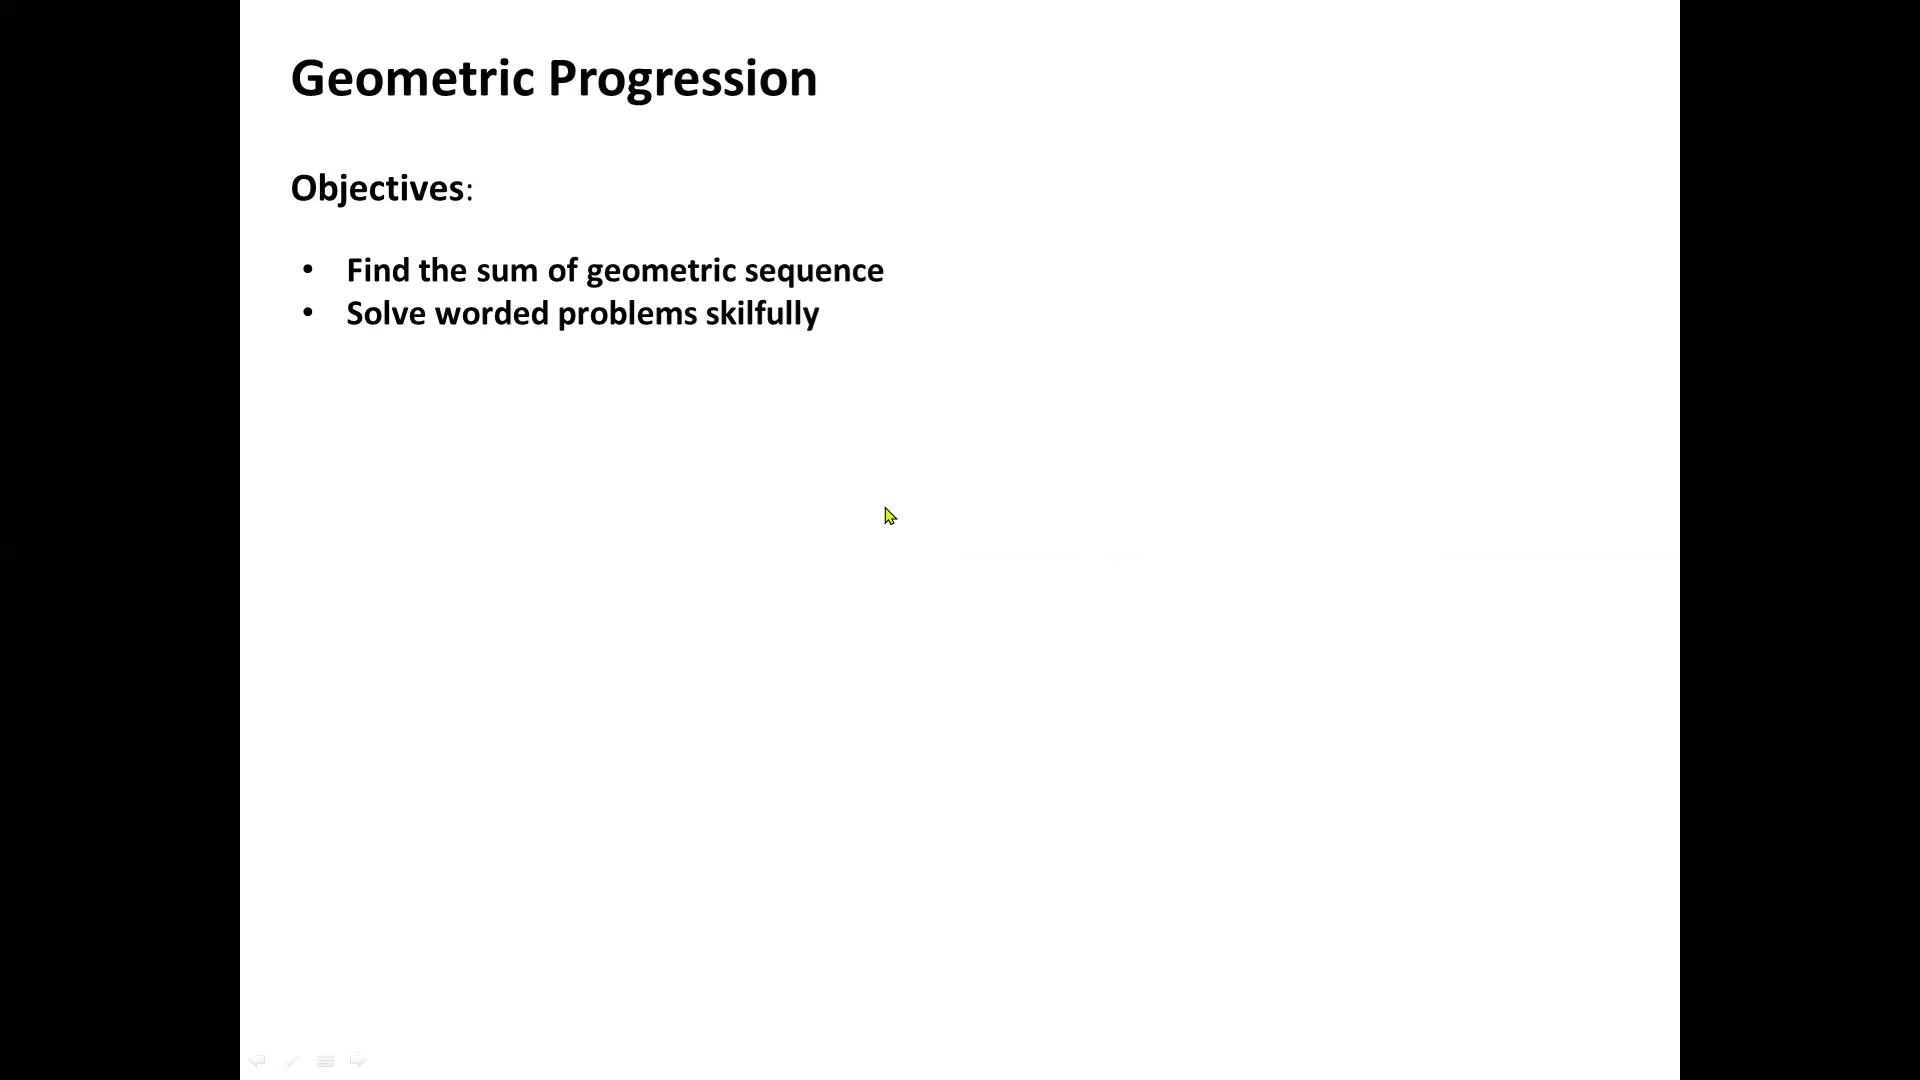 Geometric Progression
Objectives:
• Find the sum of geometric sequence
• Solve worded problems skilfully